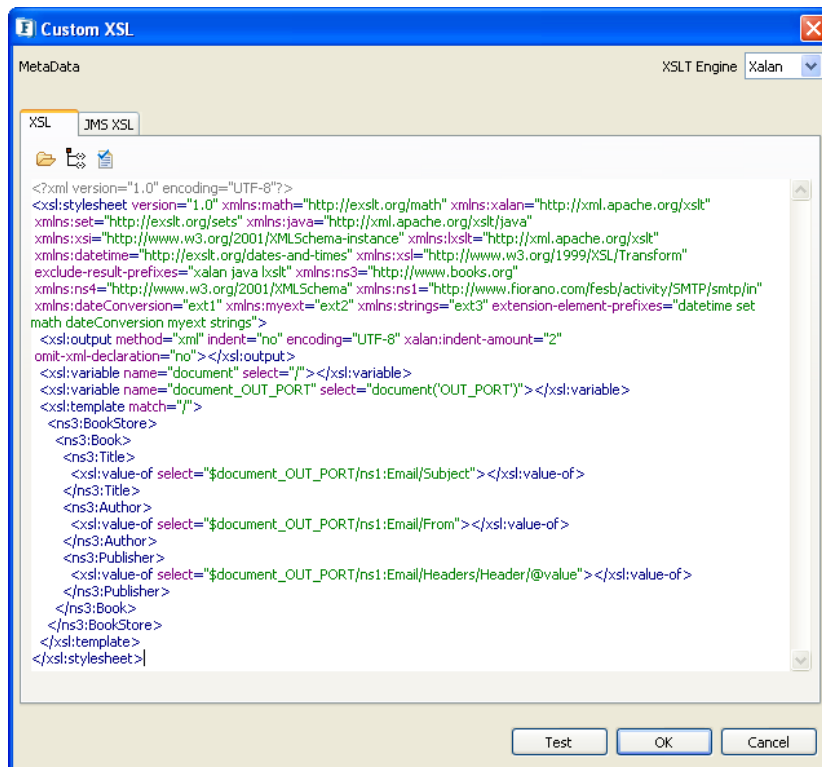 Custom XSL
MetaData
XSLT Engine Xalan
XSL JMS XSL
<?xml version="1.0" encoding="UTF-8"?>
<xsl:stylesheet version="1.0" xmlns:math="http://exslt.org/math" xmlns:xalan="http://xml.apache.org/xslt"
xmlns:set="http://exslt.org/sets" xmlns:java="http://xml.apache.org/xslt/java"
xmlns:xsi="http://www.w3.org/2001/XMLSchema-instance" xmlns:lxslt="http://xml.apache.org/xslt"
xmlns:datetime="http://exslt.org/dates-and-times" xmlns:xsl="http://www.w3.org/1999/XSL/Transform"
exclude-result-prefixes="xalan java lxslt" xmlns:ns3="http://www.books.org"
xmlns:ns4="http://www.w3.org/2001/XMLSchema" xmlns:ns1="http://www.fiorano.com/fesb/activity/SMTP/smtp/in"
xmlns:dateConversion="ext1" xmlns:myext="ext2" xmlns:strings="ext3" extension-element-prefixes="datetime set
math dateConversion myext strings">
<xsl:output method="xml" indent="no" encoding="UTF-8" xalan:indent-amount="2"
omit-xml-declaration="no"></xsl:output>
<xsl:variable name="document" select="/"></xsl:variable>
<xsl:variable name="document_OUT_PORT" select="document('OUT_PORT')"></xsl:variable>
<xsl:template match="/">
<ns3:BookStore>
<ns3:Book>
<ns3:Title>
<xsl:value-of select="$document_OUT_PORT/ns1:Email/Subject"></xsl:value-of>
</ns3:Title>
<ns3:Author>
<xsl:value-of select="$document_OUT_PORT/ns1:Email/From"></xsl:value-of>
</ns3:Author>
<ns3:Publisher>
<xsl:value-of select="$document_OUT_PORT/ns1:Email/Headers/Header/@value"></xsl:value-of>
</ns3:Publisher>
</ns3:Book>
</ns3:BookStore>
</xsl:template>
</xsl:stylesheet>
Test OK Cancel